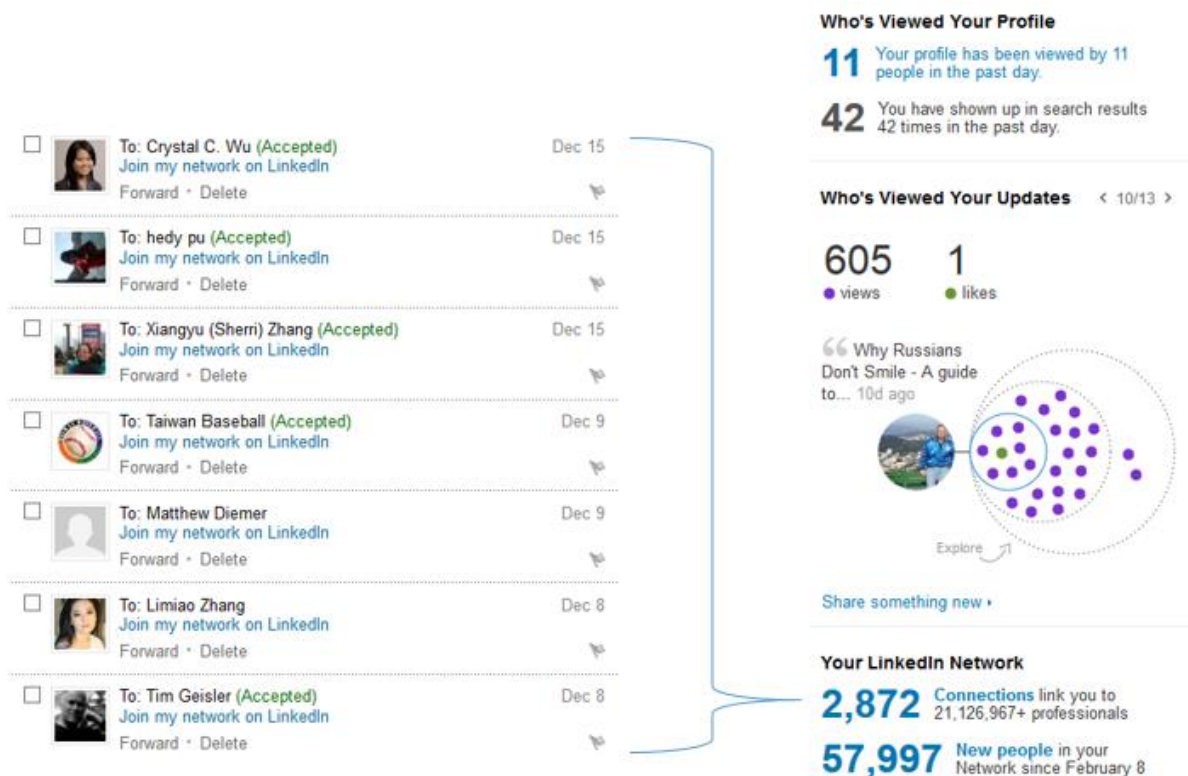 To: Crystal C. Wu (Accepted)
Dec 15
Join my network on LinkedIn
Forward • Delete
To: hedy pu (Accepted)
Dec 15
Join my network on LinkedIn
Forward • Delete
To: Xiangyu (Sherri) Zhang (Accepted)
Dec 15
Join my network on LinkedIn
Forward • Delete
To: Taiwan Baseball (Accepted)
Dec 9
Join my network on LinkedIn
Forward • Delete
To: Matthew Diemer
Dec 9
Join my network on LinkedIn
Forward • Delete
To: Limiao Zhang
Dec 8
Join my network on LinkedIn
Forward • Delete
To: Tim Geisler (Accepted)
Dec 8
Join my network on LinkedIn
Forward • Delete
Who's Viewed Your Profile
11
Your profile has been viewed by 11
people in the past day.
42
You have shown up in search results
42 times in the past day.
Who's Viewed Your Updates
< 10/13 >
605
1
views
likes
Why Russians
Don't Smile - A guide
to... 10d ago
Explore
Share something new
Your LinkedIn Network
2,872
Connections link you to
21,126,967+ professionals
57,997
New people in your
Network since February 8